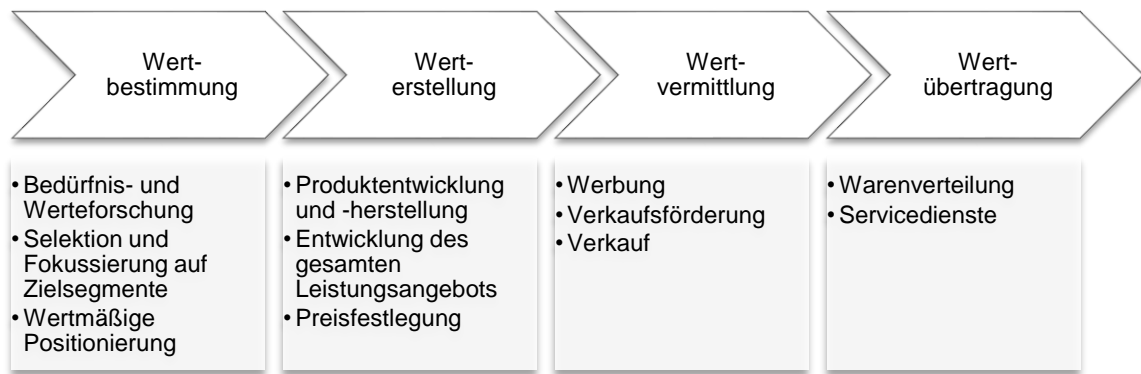 Wert-
bestimmung
Wert-
erstellung
Wert-
vermittlung
Wert-
übertragung
• Bedürfnis- und
Werteforschung
• Selektion und
Fokussierung auf
Zielsegmente
• Wertmäßige
Positionierung
• Produktentwicklung
und -herstellung
• Entwicklung des
gesamten
Leistungsangebots
• Preisfestlegung
• Werbung
• Verkaufsförderung
• Verkauf
• Warenverteilung
• Servicedienste